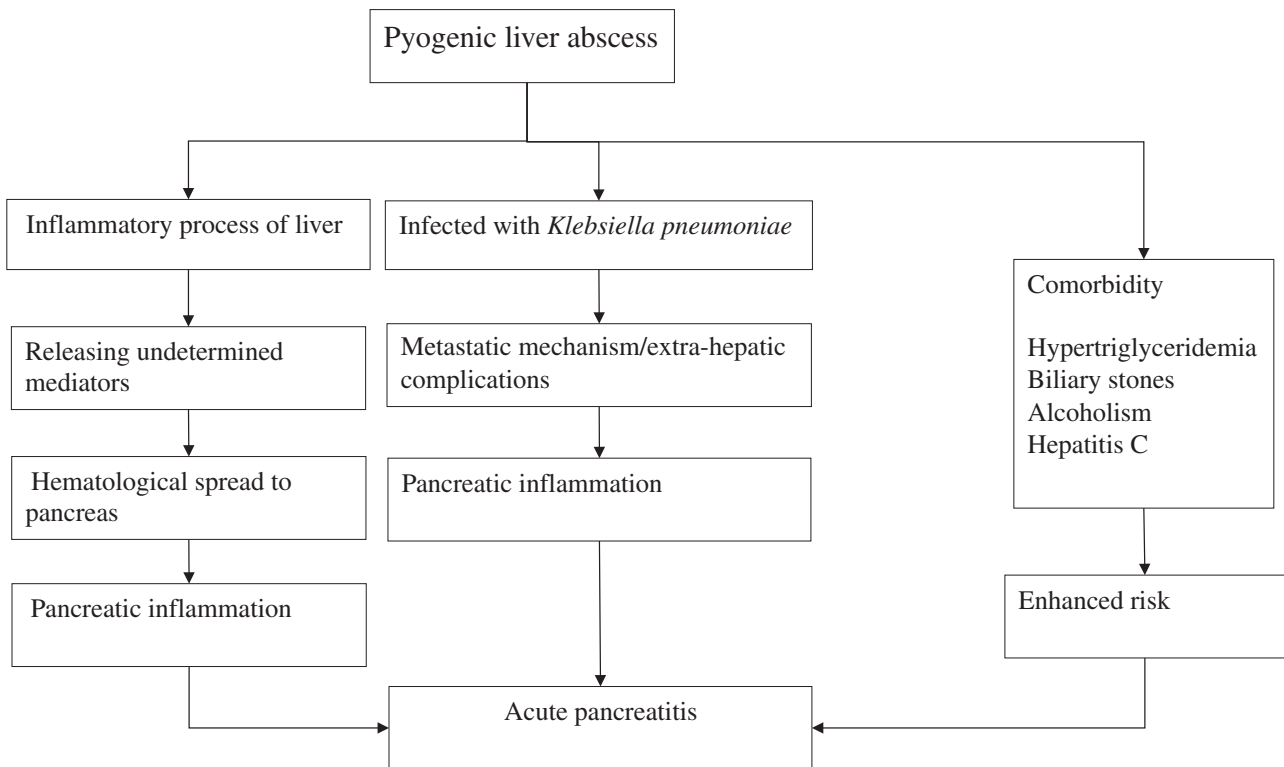 Pyogenic liver abscess
Inflammatory process of liver
Infected with Klebsiella pneumoniae
Comorbidity
Hypertriglyceridemia
Biliary stones
Alcoholism
Hepatitis C
Releasing undetermined
mediators
Metastatic mechanism/extra-hepatic
complications
Hematological spread to
pancreas
Pancreatic inflammation
Pancreatic inflammation
Enhanced risk
Acute pancreatitis